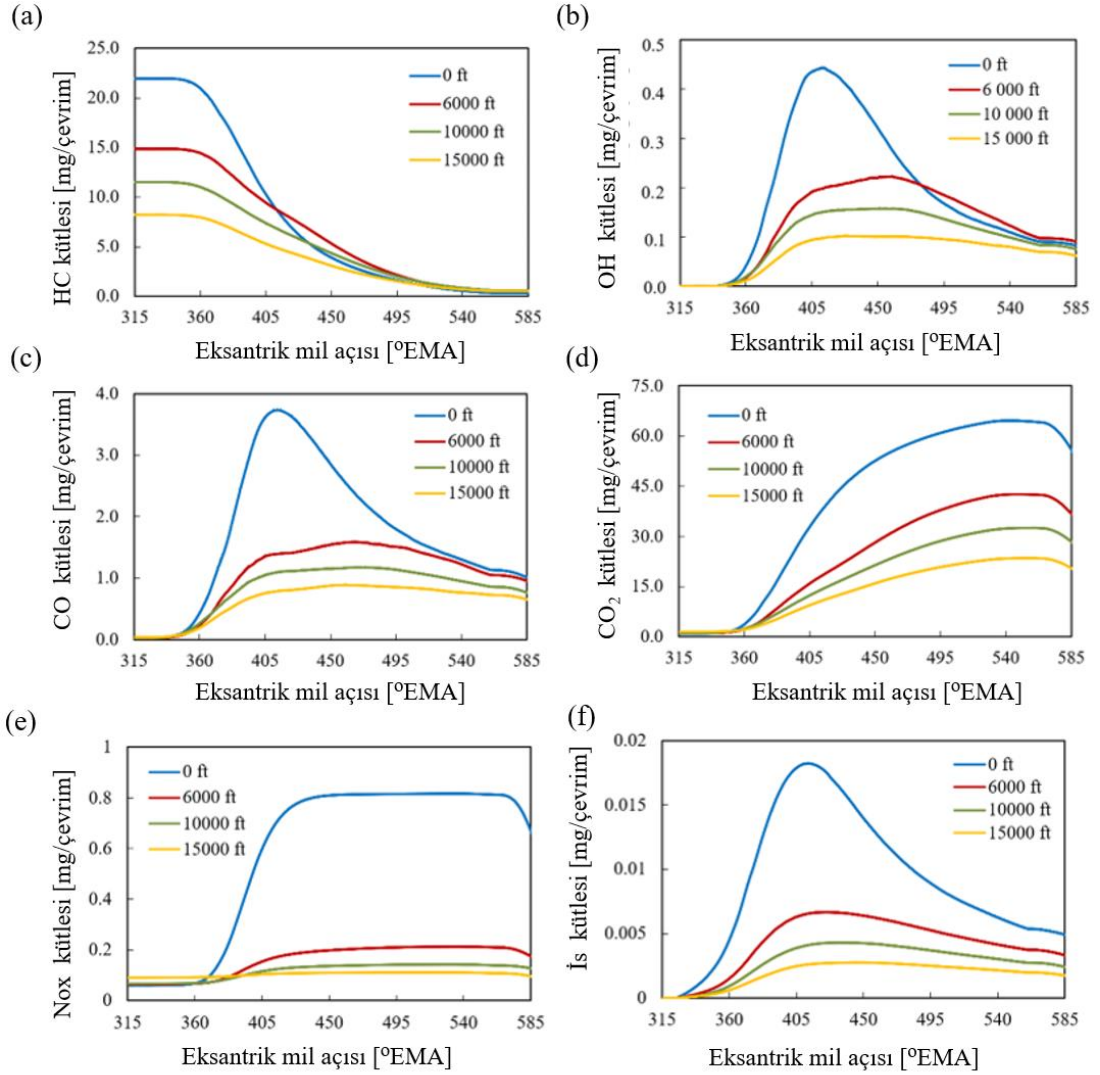 (a)
HC kütlesi [mg/çevrim]
25.0
20.0
15.0
10.0
5.0
0.0
0 ft
6000 ft
10000 ft
15000 ft
315 360 405 450 495 540 585
Eksantrik mil açısı [ºEMA]
(b)
OH kütlesi [mg/çevrim]
0.5
0.4
0.3
0.2
0.1
0.0
0 ft
6 000 ft
10 000 ft
15 000 ft
315 360 405 450 495 540 585
Eksantrik mil açısı [ºEMA]
(c)
CO kütlesi [mg/çevrim]
4.0
3.0
2.0
1.0
0.0
0 ft
6000 ft
10000 ft
15000 ft
315 360 405 450 495 540 585
Eksantrik mil açısı [ºEMA]
(d)
CO₂ kütlesi [mg/çevrim]
75.0
60.0
45.0
30.0
15.0
0.0
0 ft
6000 ft
10000 ft
15000 ft
315 360 405 450 495 540 585
Eksantrik mil açısı [ºEMA]
(e)
Nox kütlesi [mg/çevrim]
1
0.8
0.6
0.4
0.2
0
0 ft
6000 ft
10000 ft
15000 ft
315 360 405 450 495 540 585
Eksantrik mil açısı [ºEMA]
(f)
İs kütlesi [mg/çevrim]
0.02
0.015
0.01
0.005
0
0 ft
6000 ft
10000 ft
15000 ft
315 360 405 450 495 540 585
Eksantrik mil açısı [ºEMA]